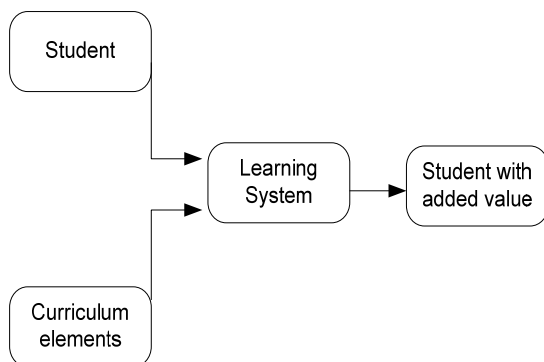 Student
Learning
System
Student with
added value
Curriculum
elements